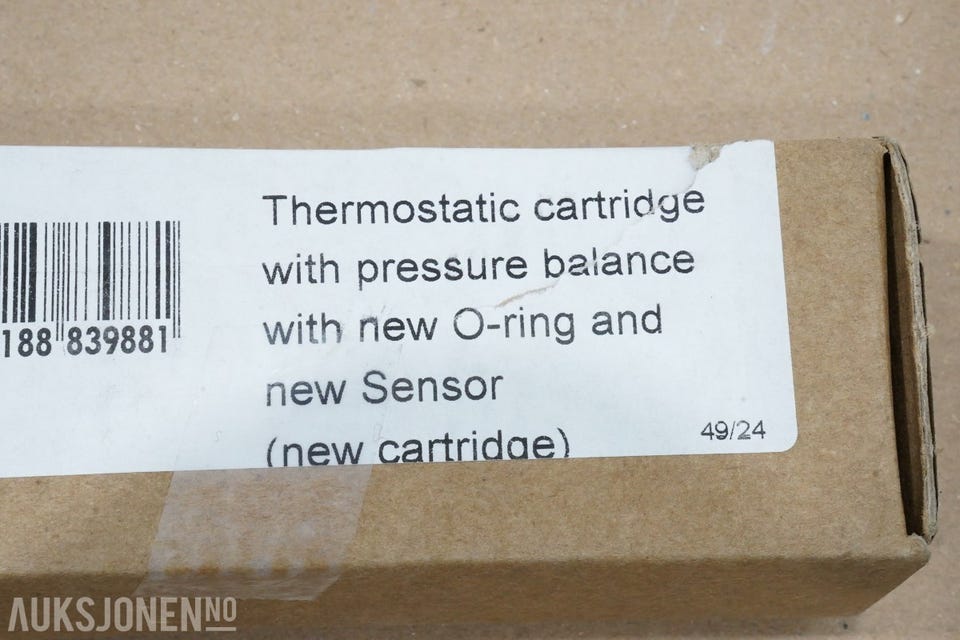 Thermostatic cartridge
with pressure balance
with new O-ring and
new Sensor
(new cartridge)
49/24
188 839881
AUKSJONEN NO